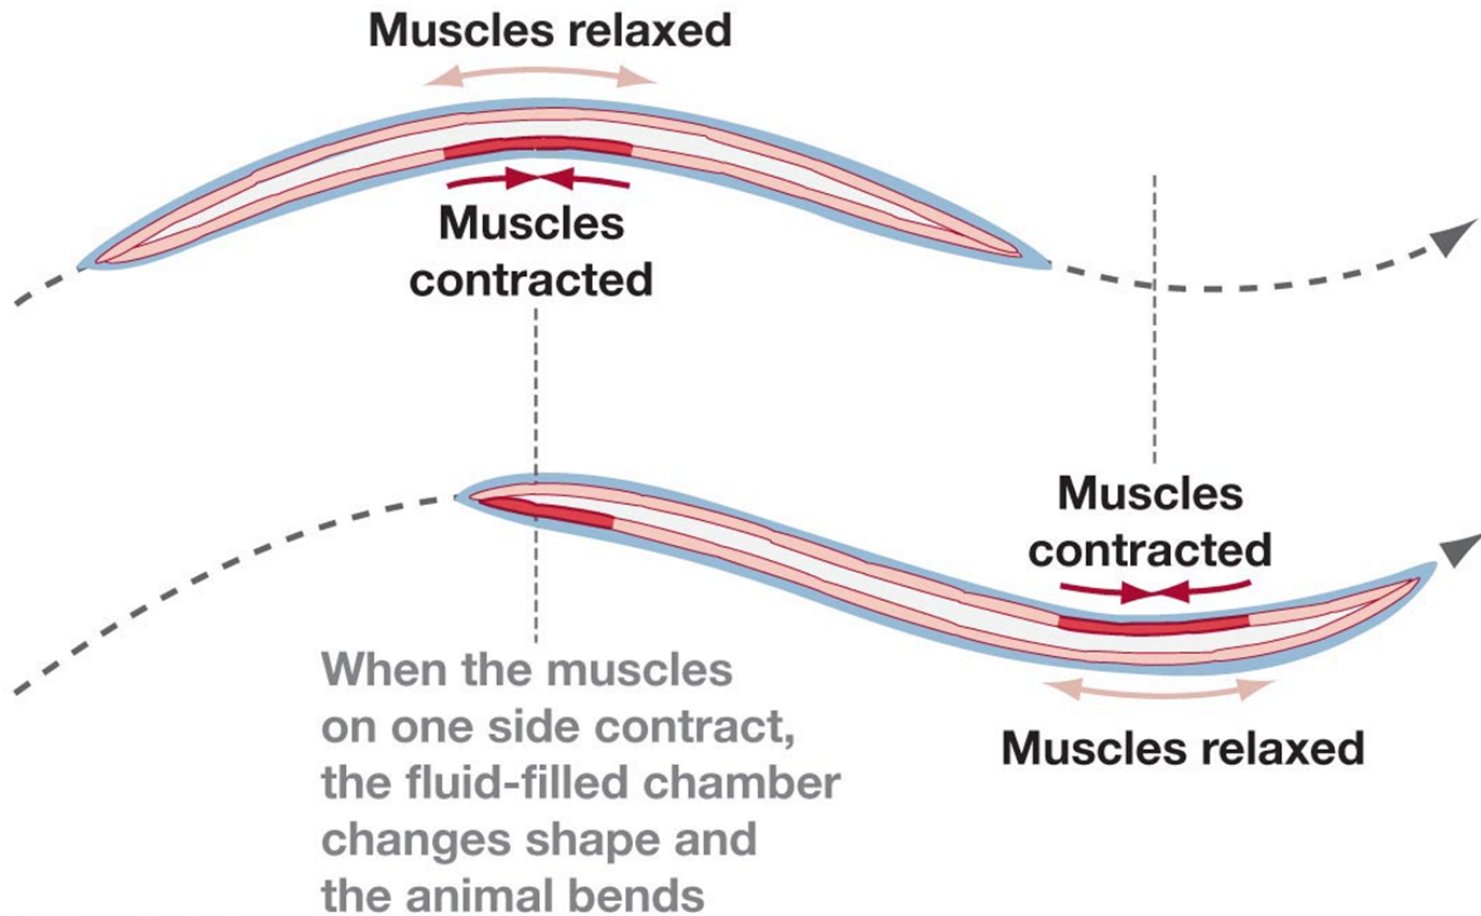 Muscles relaxed
Muscles
contracted
Muscles
contracted
Muscles relaxed
When the muscles
on one side contract,
the fluid-filled chamber
changes shape and
the animal bends